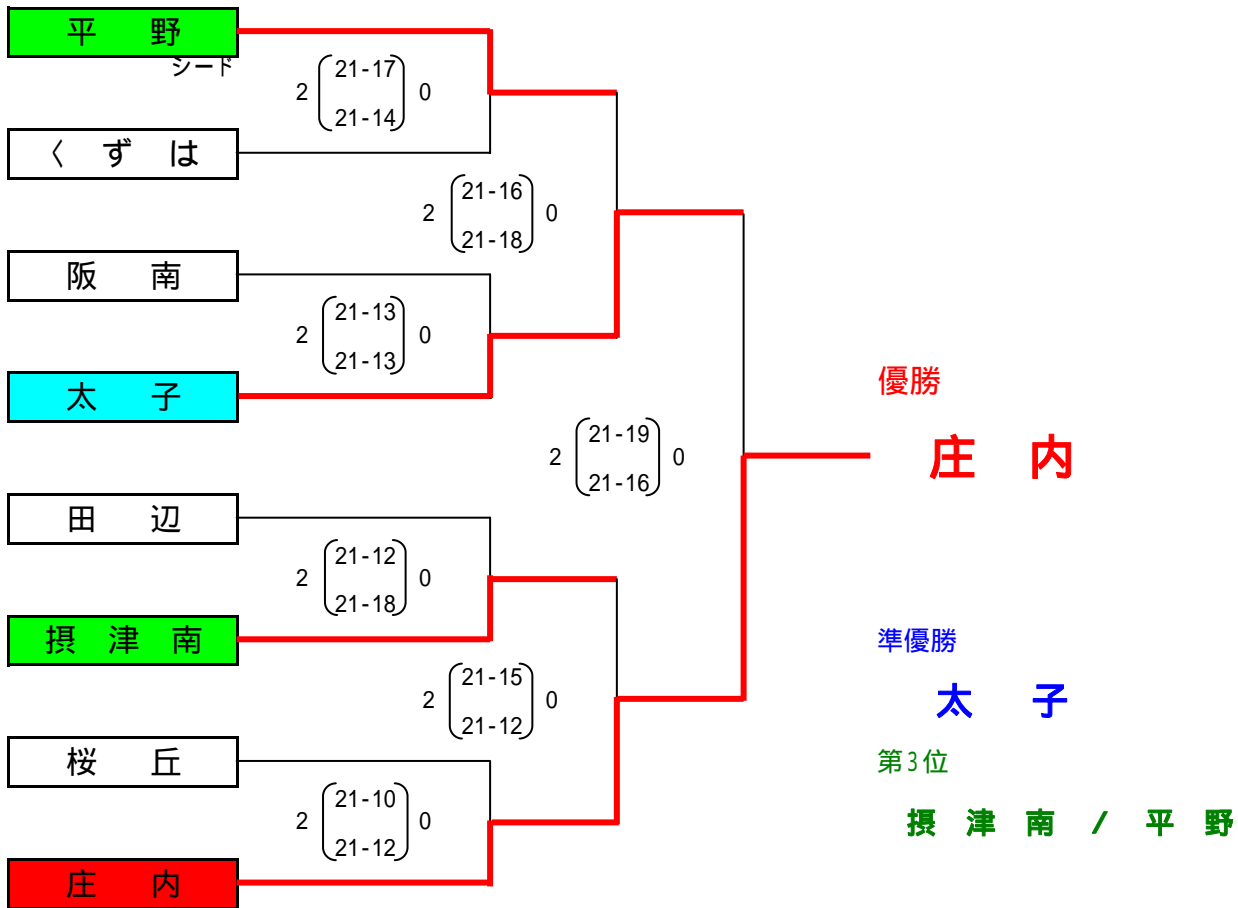 平 野
シード
2 21-17 0
21-14
く ず は
2 21-16 0
21-18
阪 南
2 21-13 0
21-13
太 子
優勝
庄 内
2 21-19 0
21-16
田 辺
2 21-12 0
21-18
摂 津 南
準優勝
太 子
2 21-15 0
21-12
桜 丘
第3位
摂 津 南 / 平 野
2 21-10 0
21-12
庄 内